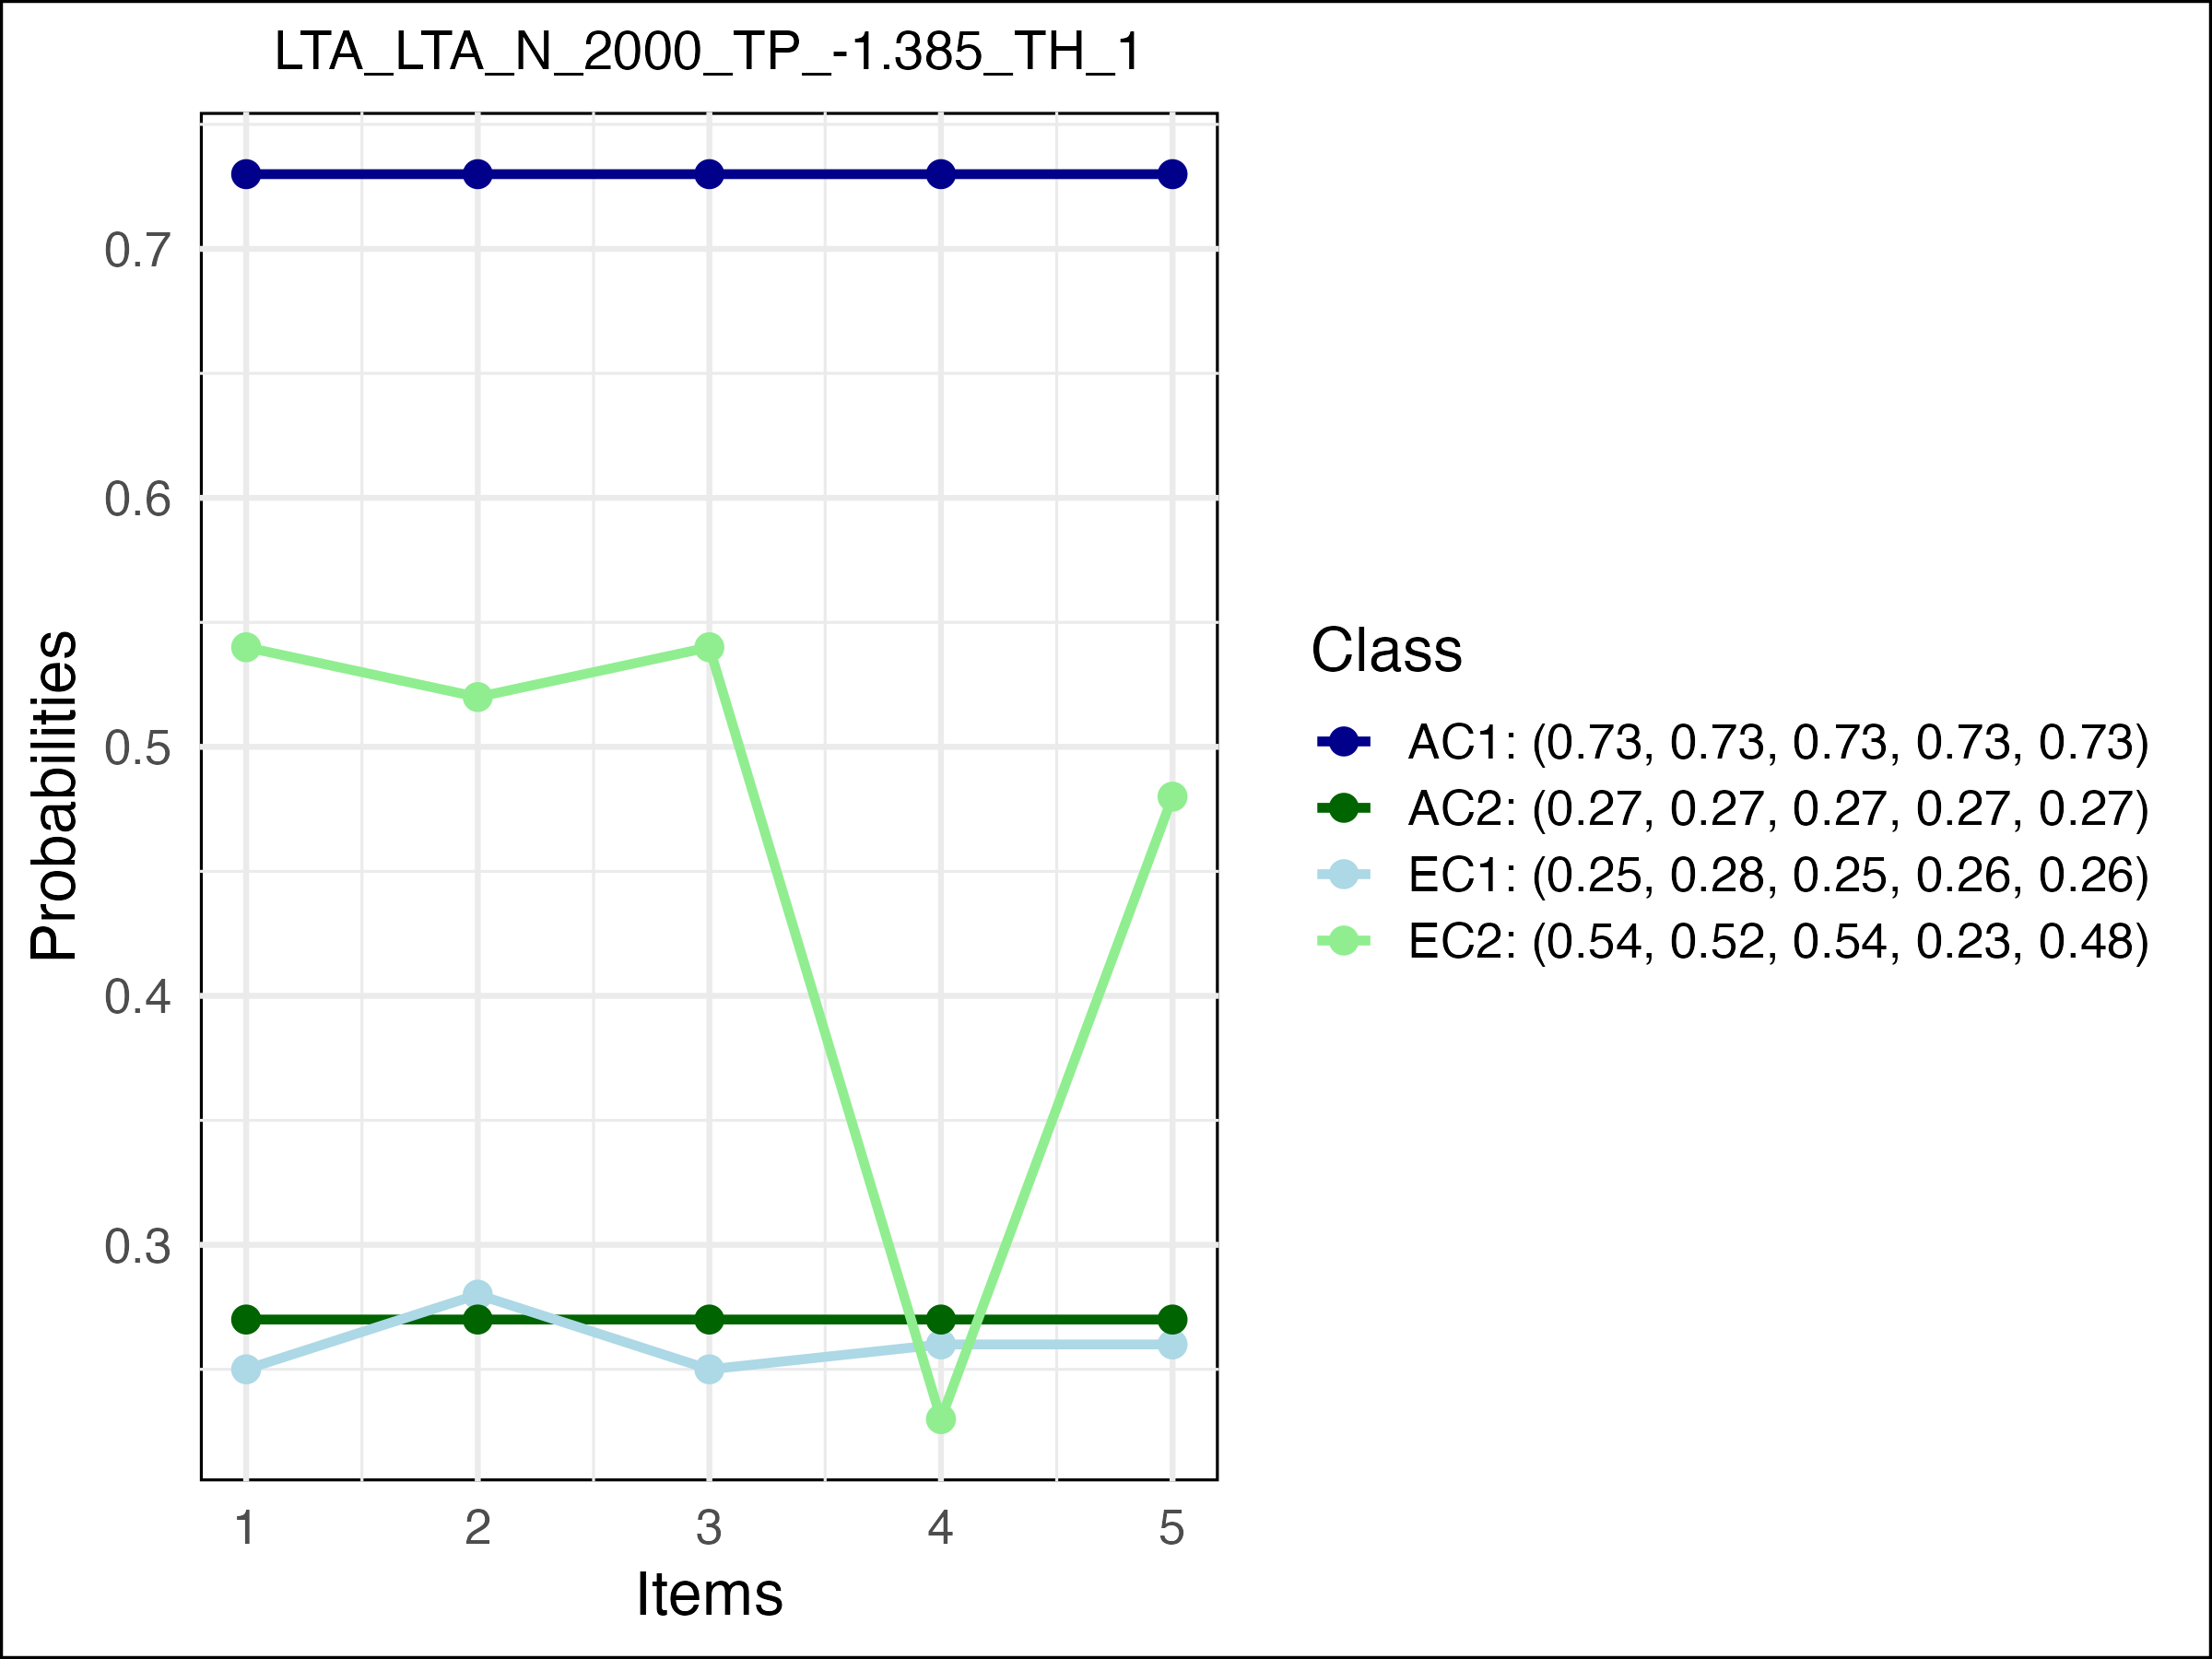 LTA_LTA_N_2000_TP_-1.385_TH_1
0.7
0.6
0.5
0.4
0.3
Probabilities
1 2 3 4 5
Items
Class
AC1: (0.73, 0.73, 0.73, 0.73, 0.73)
AC2: (0.27, 0.27, 0.27, 0.27, 0.27)
EC1: (0.25, 0.28, 0.25, 0.26, 0.26)
EC2: (0.54, 0.52, 0.54, 0.23, 0.48)